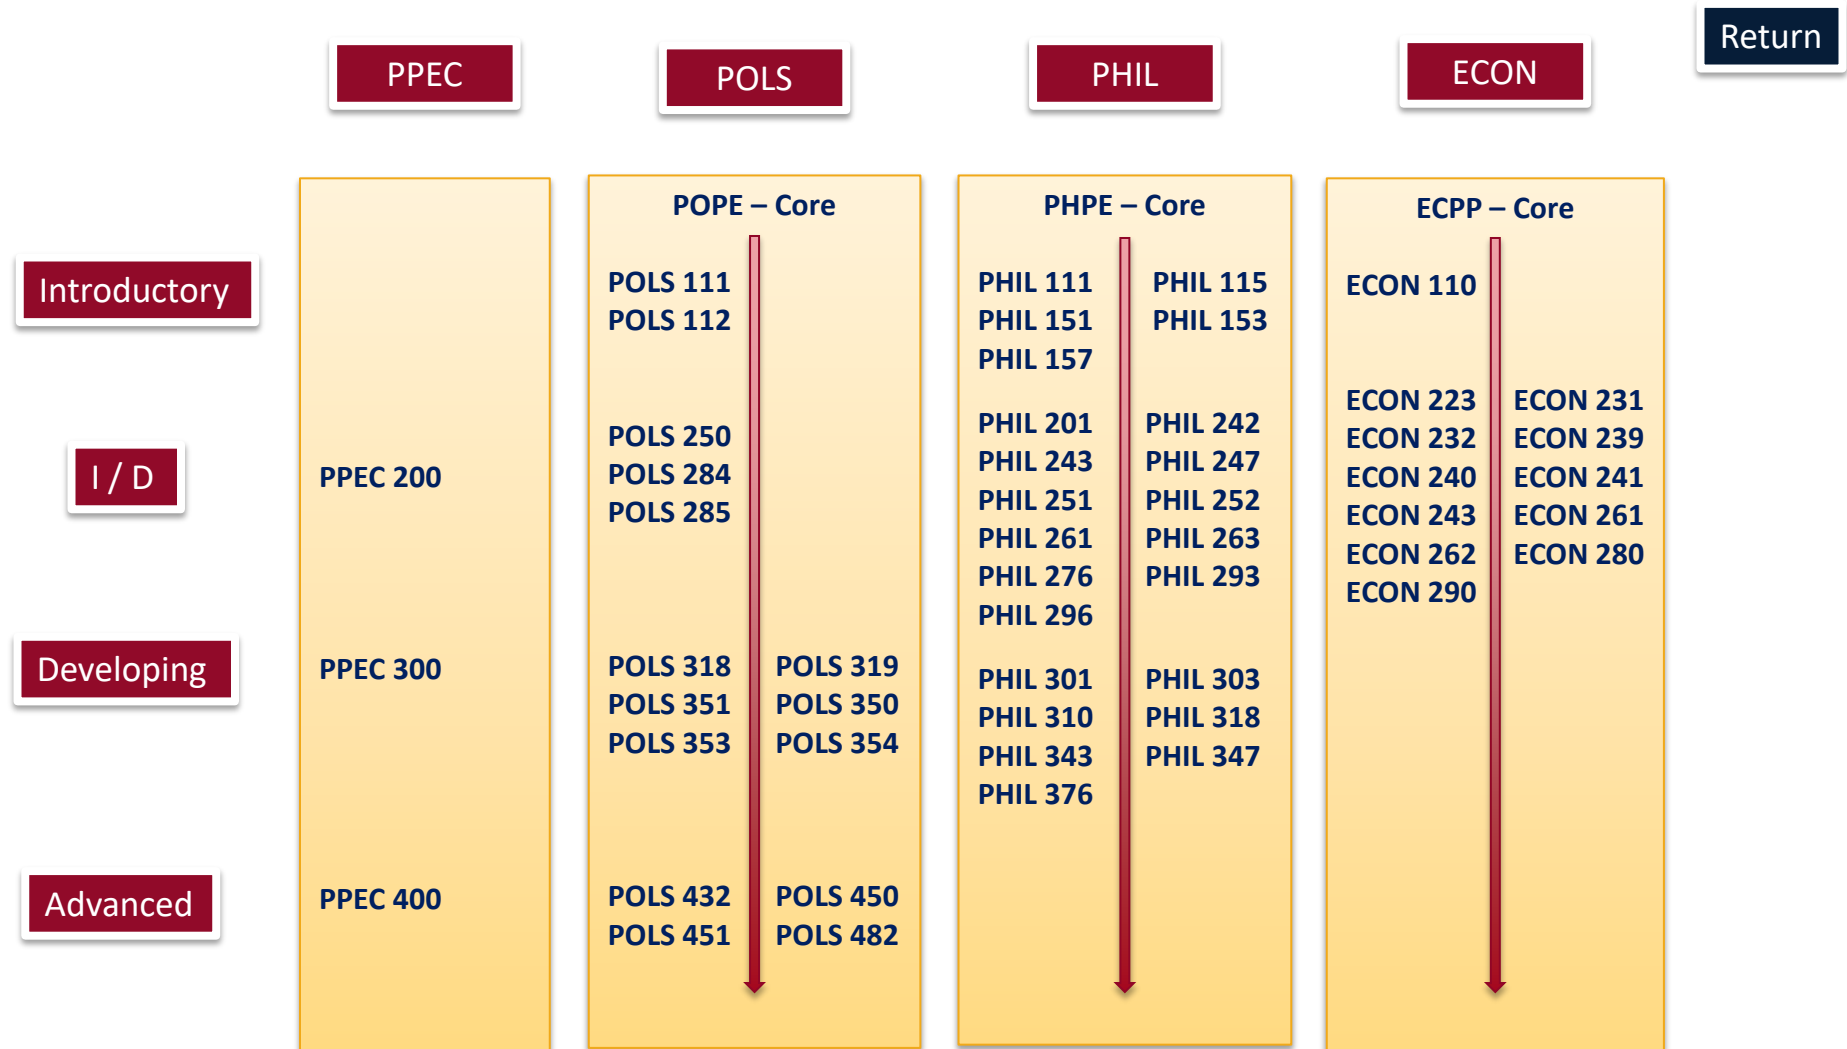 Return
PPEC POLS PHIL ECON
POPE – Core PHPE – Core ECPP – Core
Introductory
POLS 111 PHIL 111 PHIL 115 ECON 110
POLS 112 PHIL 151 PHIL 153
PHIL 157
I / D
PPEC 200
POLS 250
POLS 284
POLS 285
PHIL 201 PHIL 242
PHIL 243 PHIL 247
PHIL 251 PHIL 252
PHIL 261 PHIL 263
PHIL 276 PHIL 293
PHIL 296
ECON 223 ECON 231
ECON 232 ECON 239
ECON 240 ECON 241
ECON 243 ECON 261
ECON 262 ECON 280
ECON 290
Developing
PPEC 300
POLS 318 POLS 319
POLS 351 POLS 350
POLS 353 POLS 354
PHIL 301 PHIL 303
PHIL 310 PHIL 318
PHIL 343 PHIL 347
PHIL 376
Advanced
PPEC 400
POLS 432 POLS 450
POLS 451 POLS 482